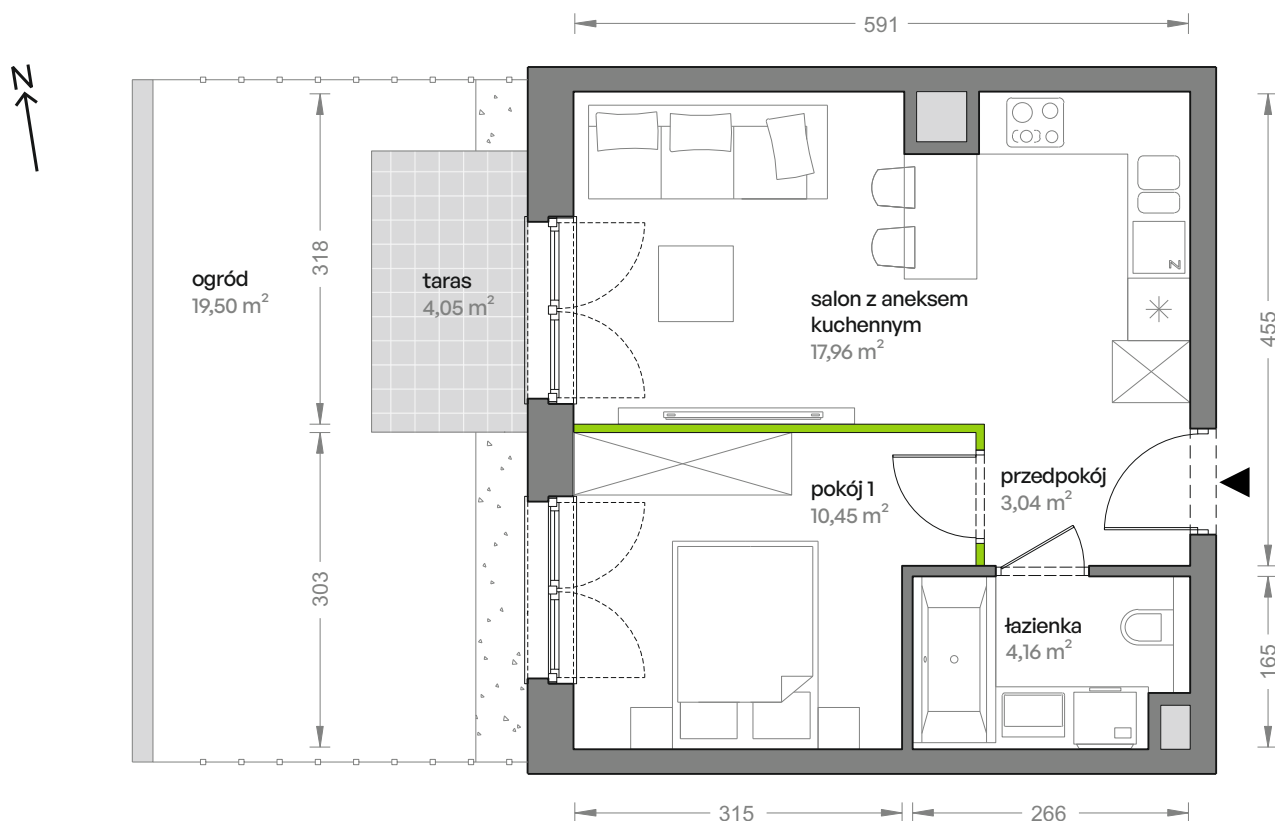 591
N
ogród
19,50 m²
318
taras
4,05 m²
salon z aneksem
kuchennym
17,96 m²
N
455
pokój 1
10,45 m²
przedpokój
3,04 m²
303
łazienka
4,16 m²
165
315
266